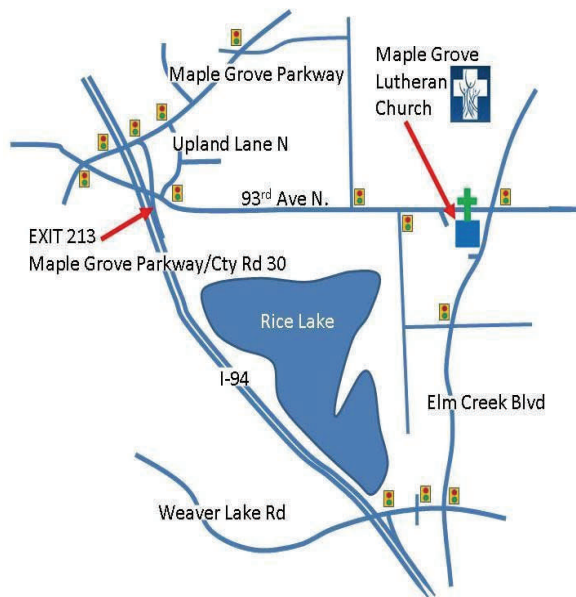 Maple Grove
Lutheran
Church
Maple Grove Parkway
Upland Lane N
93rd Ave N.
EXIT 213
Maple Grove Parkway/Cty Rd 30
Rice Lake
I-94
Elm Creek Blvd
Weaver Lake Rd